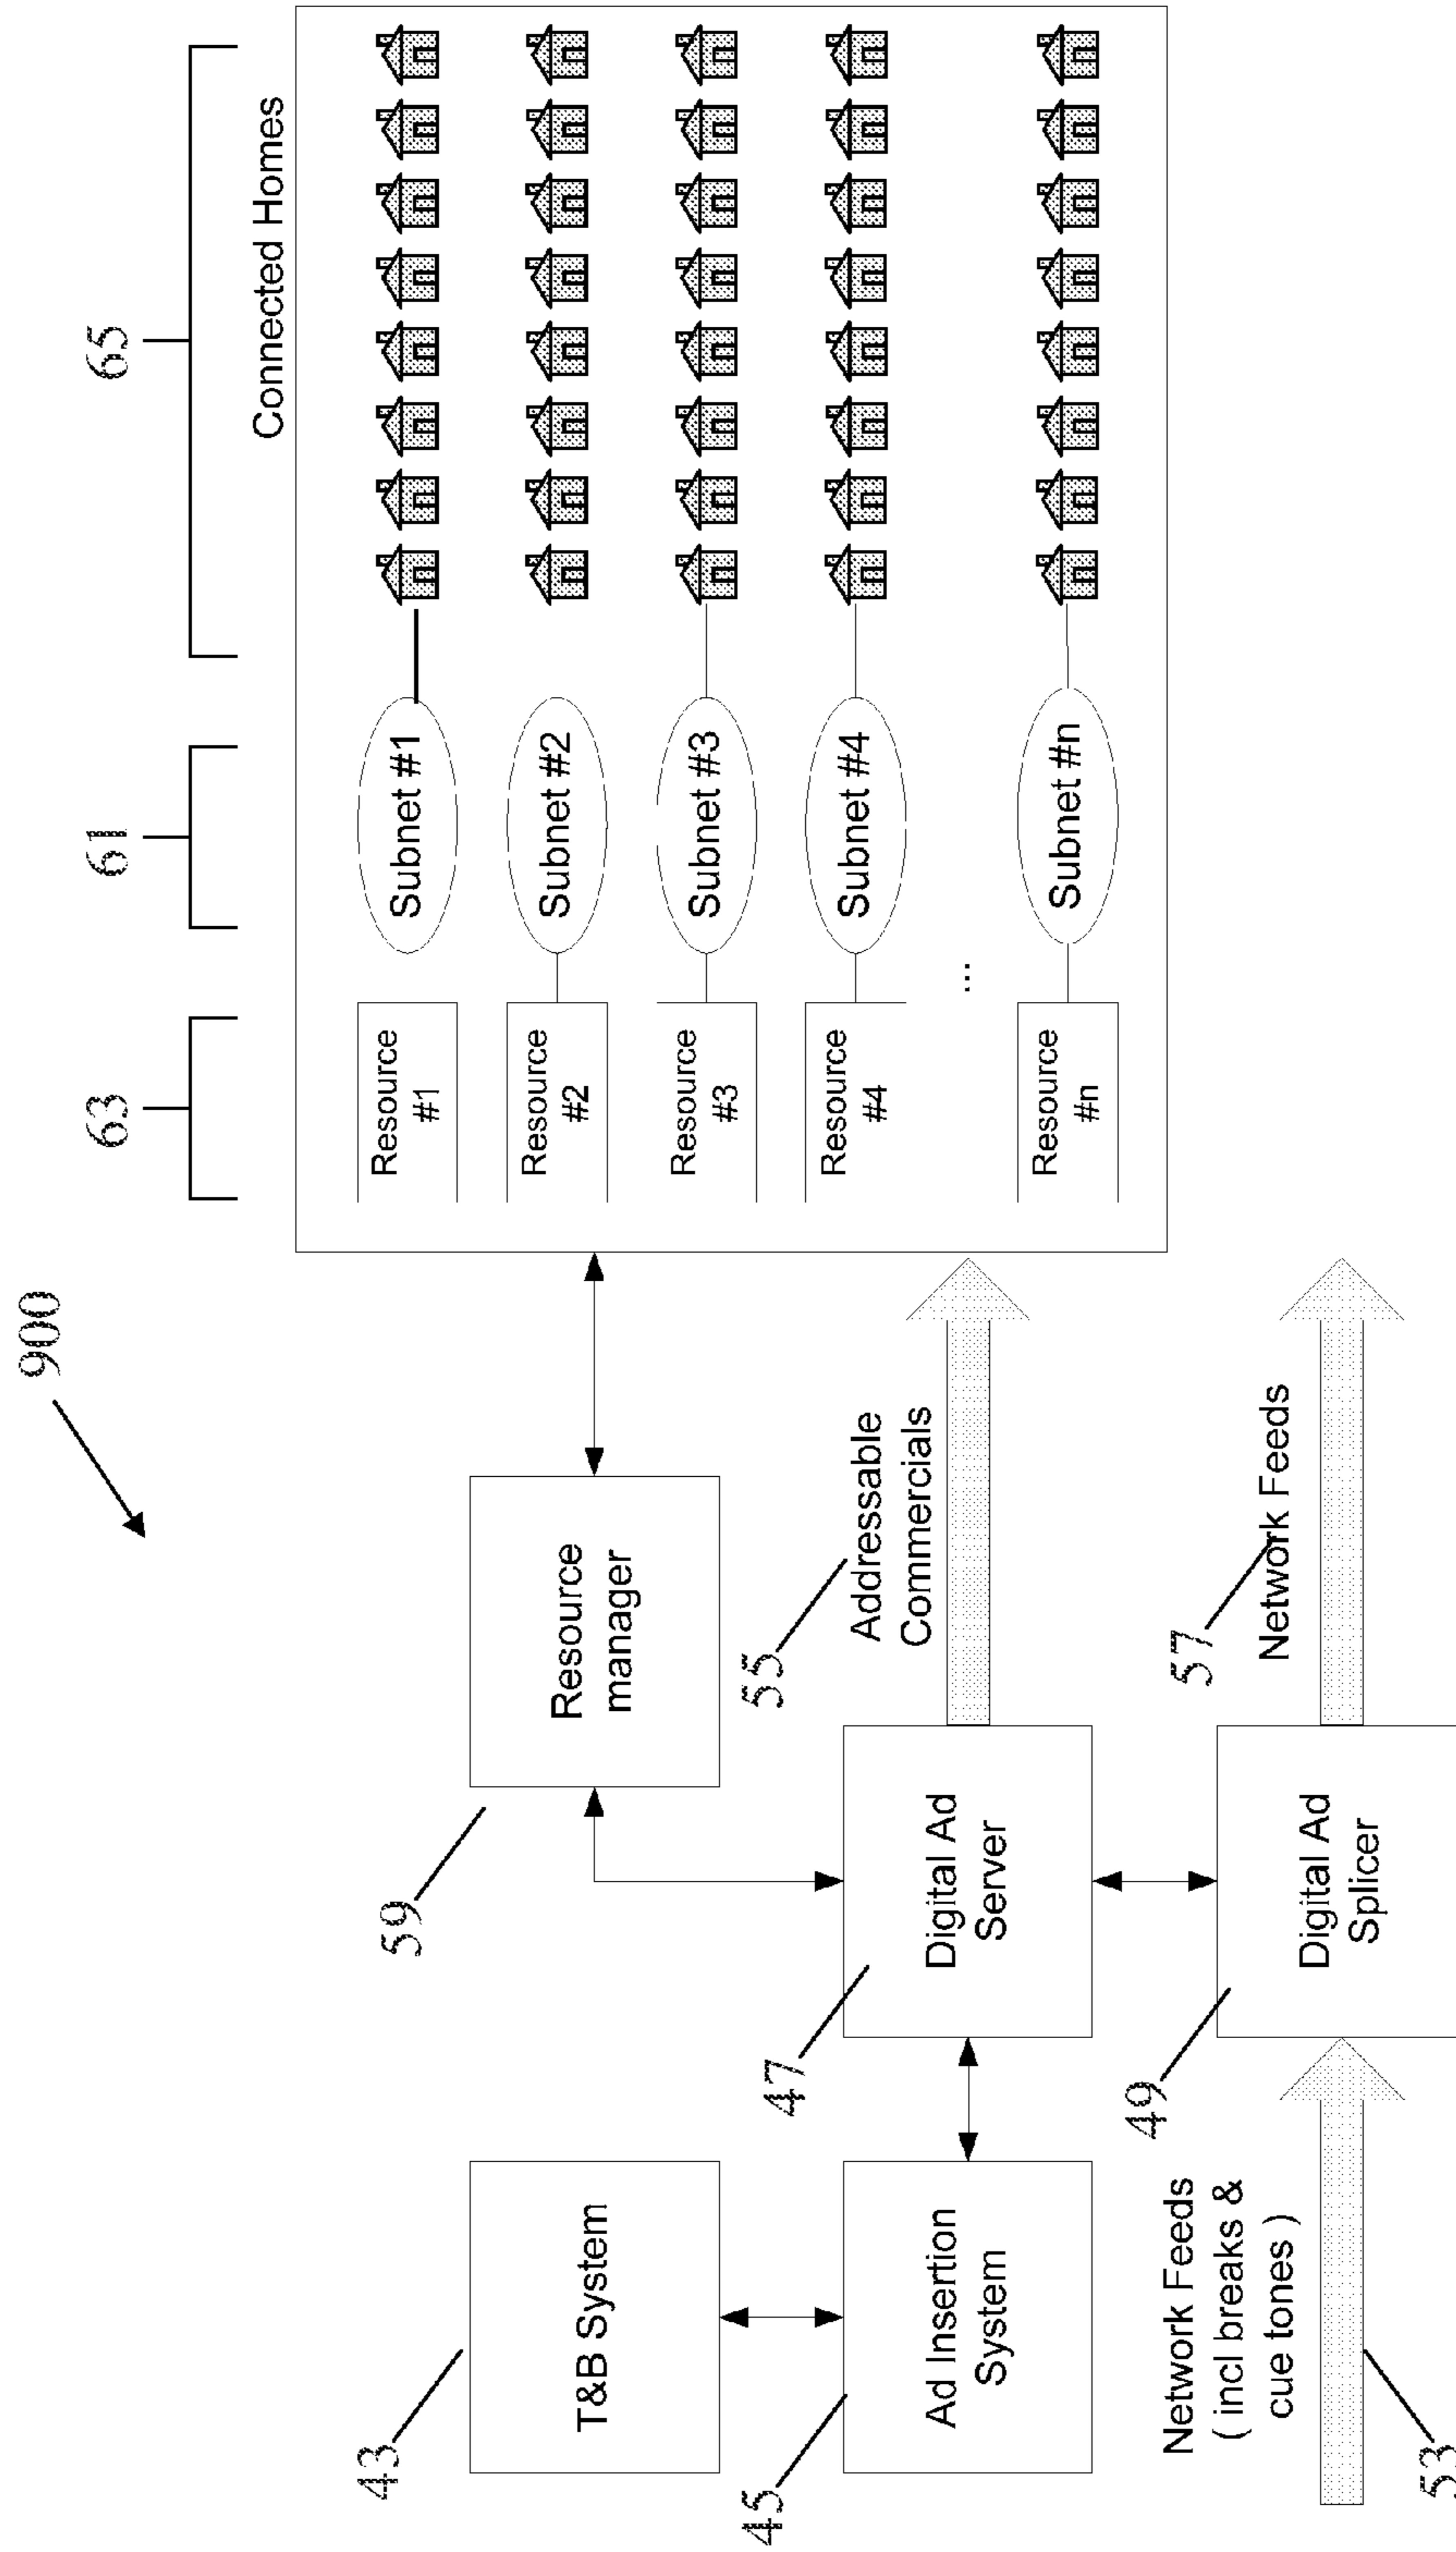 900
63
61
65
Connected Homes
Resource
#1
Subnet #1
Resource
#2
Subnet #2
Resource
#3
Subnet #3
Resource
#4
Subnet #4
...
Resource
#n
Subnet #n
43
T&B System
59
Resource
manager
45
Ad Insertion
System
47
Digital Ad
Server
55
Addressable
Commercials
53
Network Feeds
( incl breaks &
cue tones )
49
Digital Ad
Splicer
57
Network Feeds